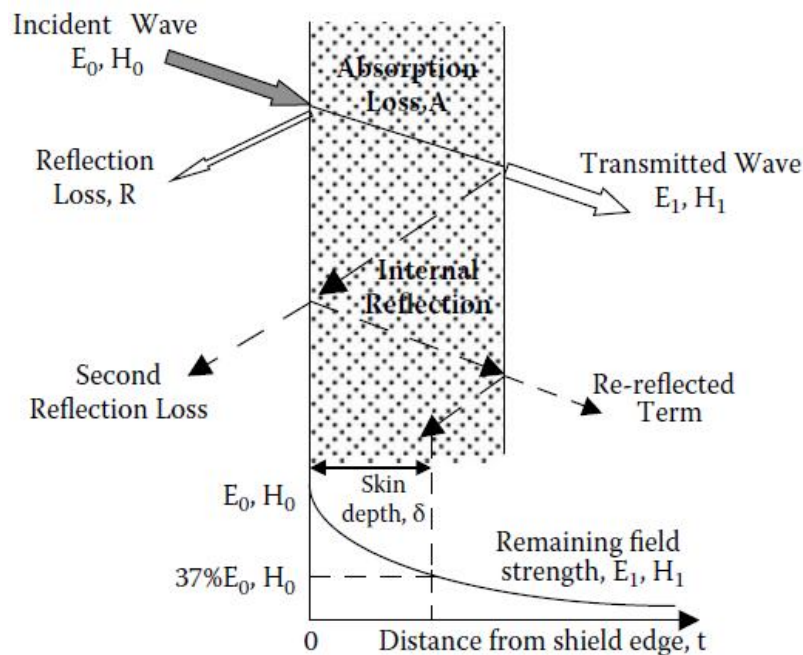 Incident Wave
E₀, H₀
Absorption
Loss,A
Reflection
Loss, R
Transmitted Wave
E₁, H₁
Internal
Reflection
Second
Reflection Loss
Re-reflected
Term
Skin
depth, δ
E₀, H₀
Remaining field
strength, E₁, H₁
37%E₀, H₀
0
Distance from shield edge, t